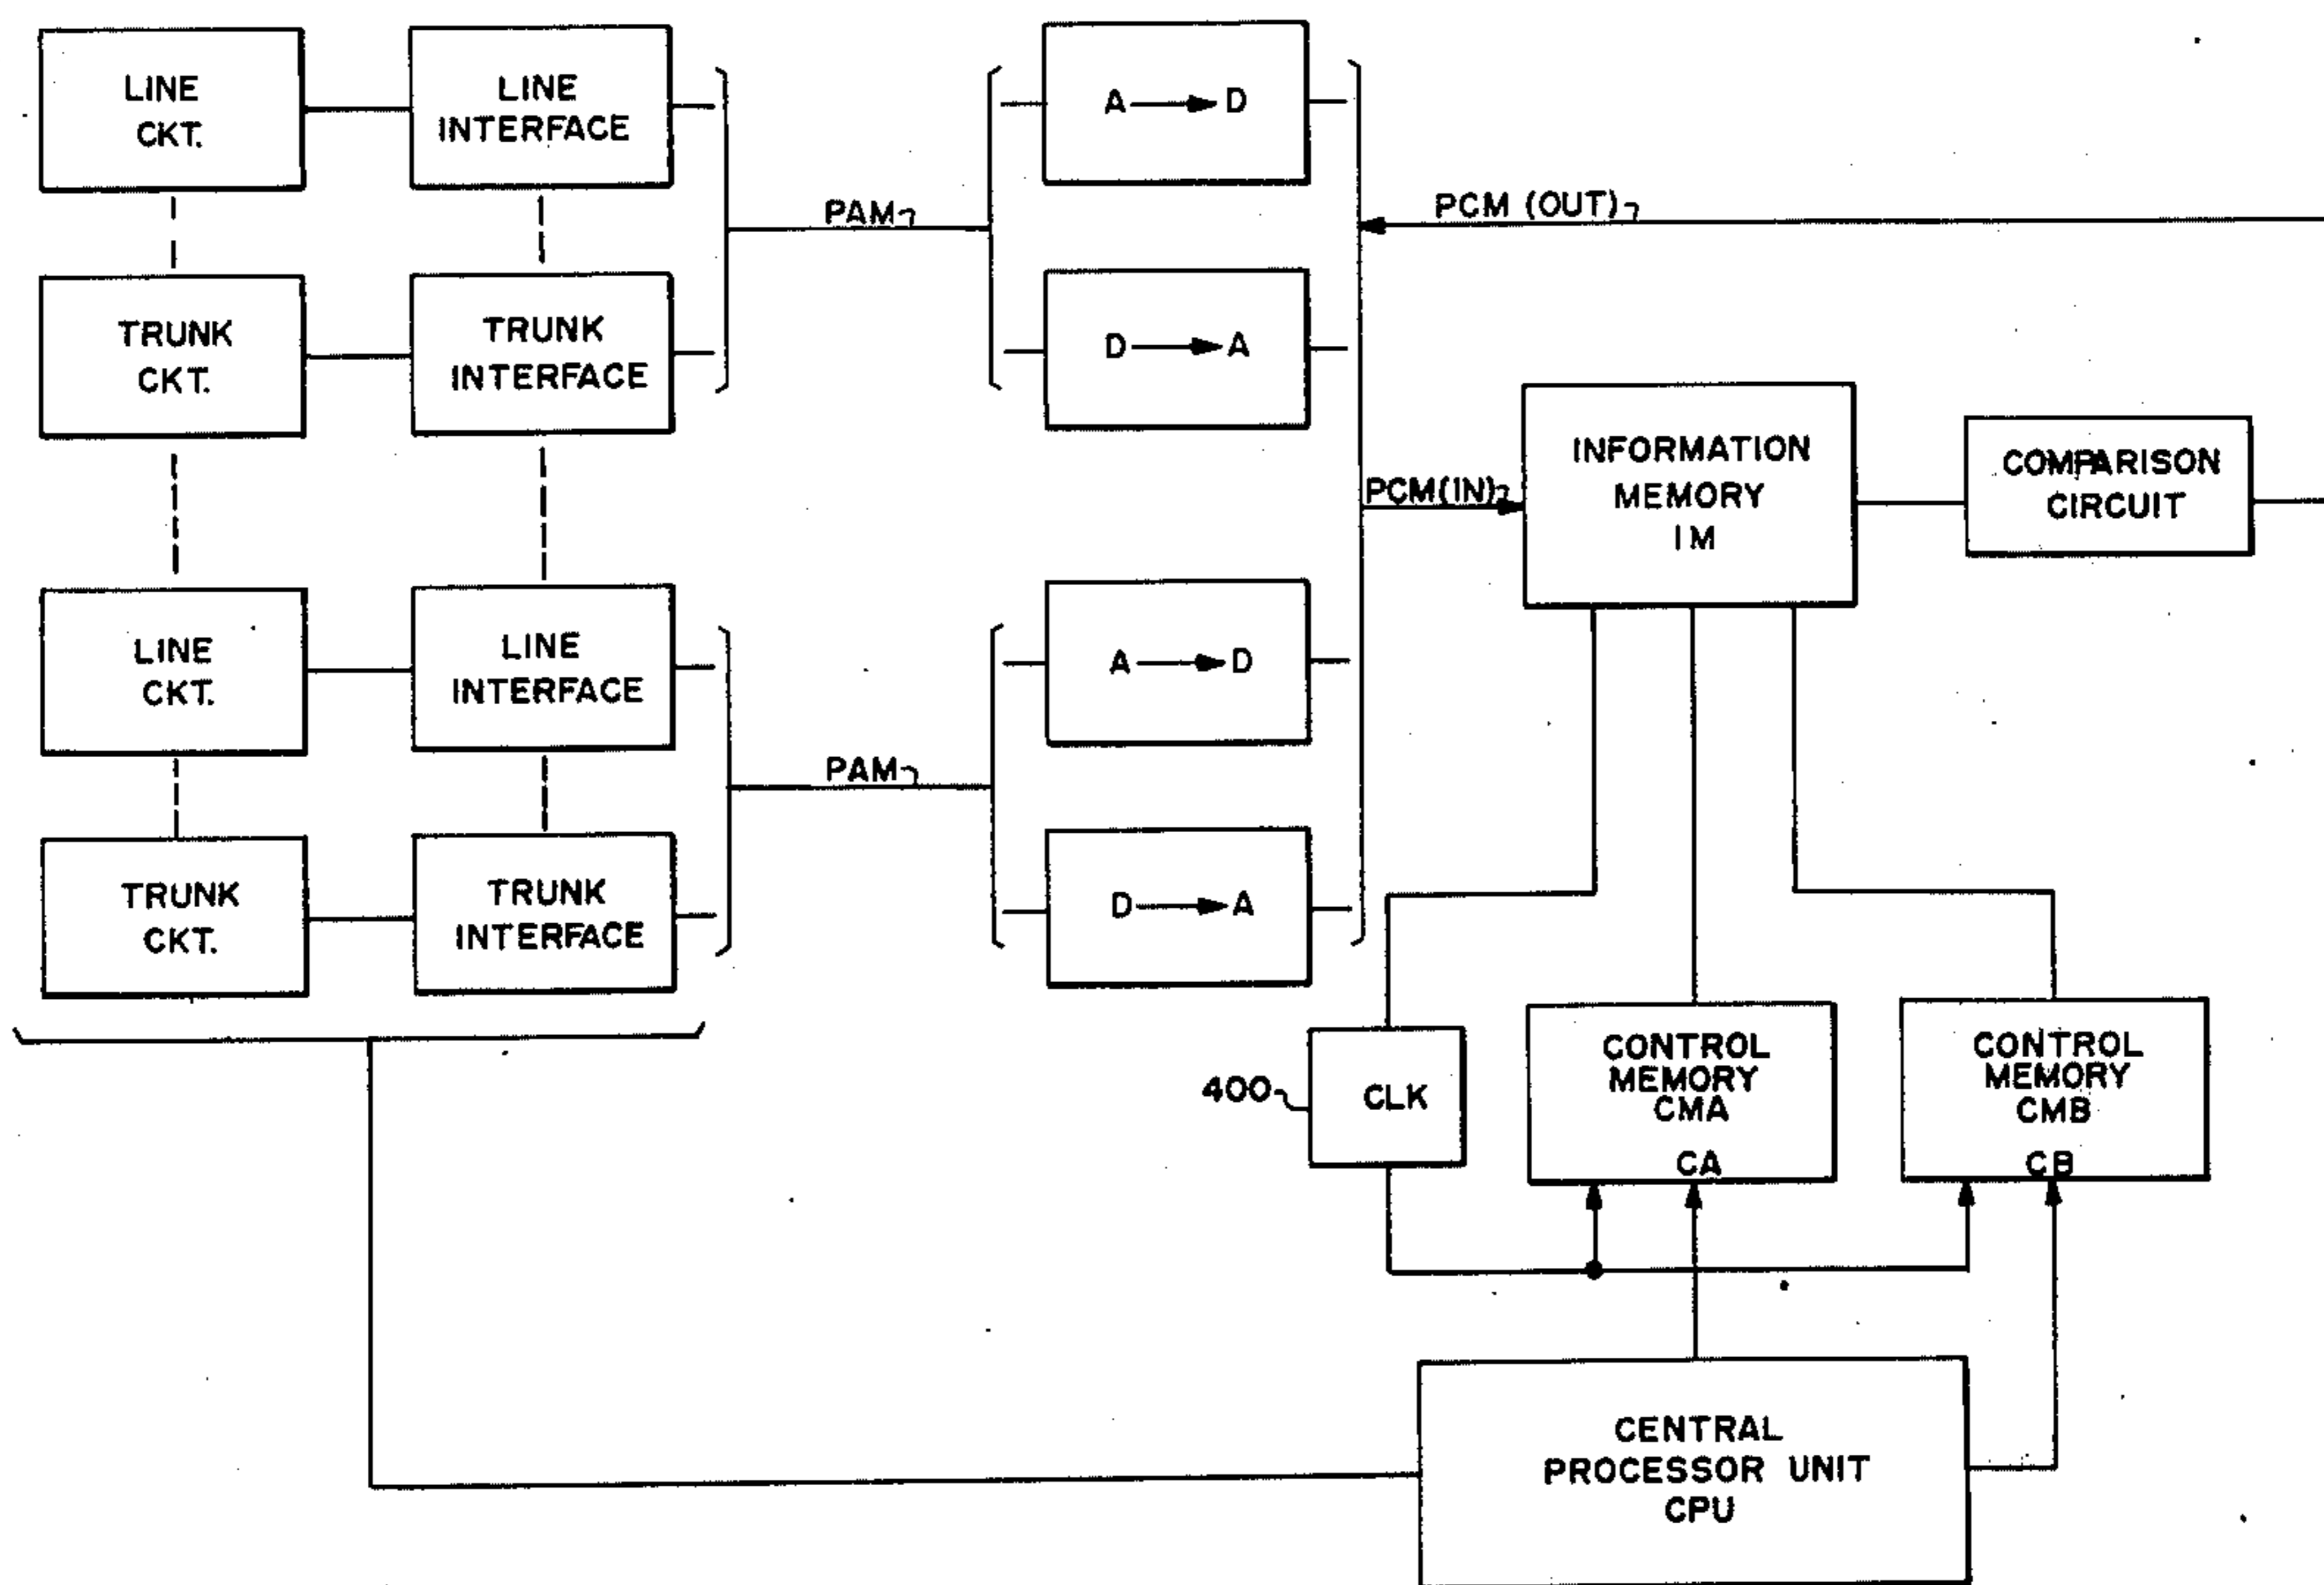 LINE
CKT.
LINE
INTERFACE
A → D
PAM
PCM (OUT)
TRUNK
CKT.
TRUNK
INTERFACE
D → A
INFORMATION
MEMORY
IM
COMPARISON
CIRCUIT
PCM(IN)
LINE
CKT.
LINE
INTERFACE
A → D
PAM
TRUNK
CKT.
TRUNK
INTERFACE
D → A
400
CLK
CONTROL
MEMORY
CMA
CA
CONTROL
MEMORY
CMB
CB
CENTRAL
PROCESSOR UNIT
CPU